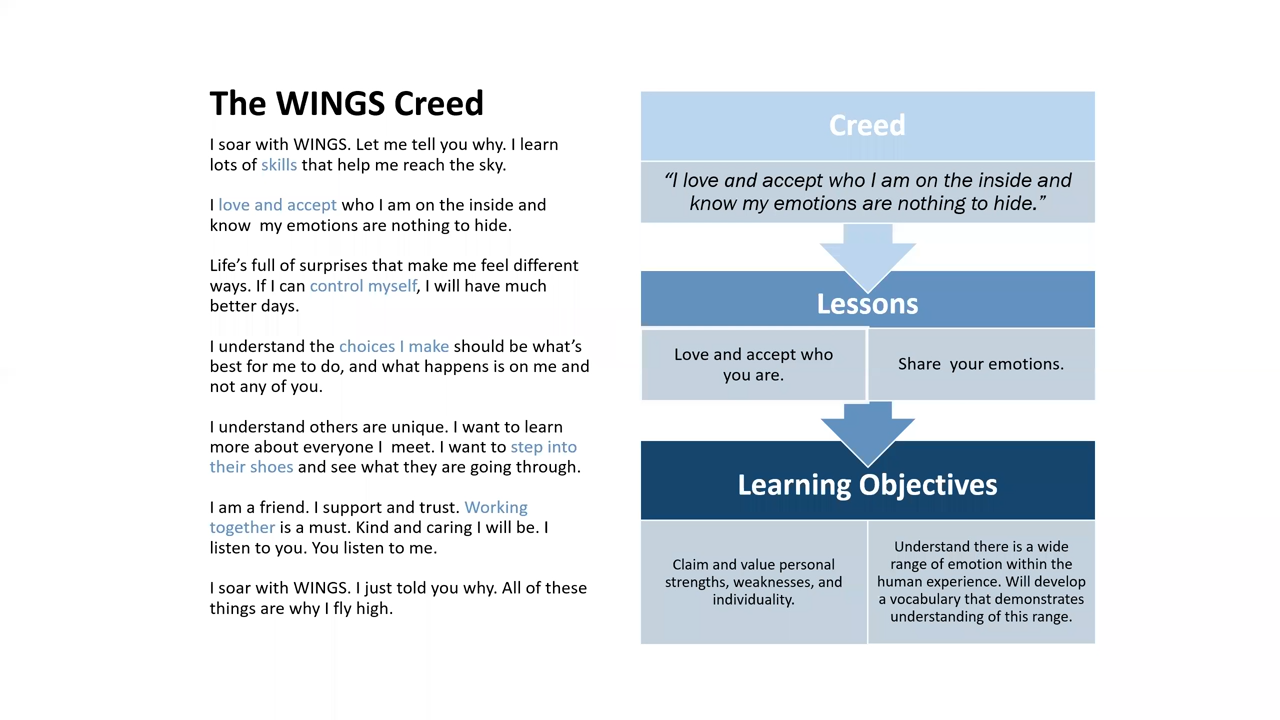 The WINGS Creed
I soar with WINGS. Let me tell you why. I learn
lots of skills that help me reach the sky.
I love and accept who I am on the inside and
know  my emotions are nothing to hide.
Life's full of surprises that make me feel different
ways. If I can control myself, I will have much
better days.
I understand the choices I make should be what's
best for me to do, and what happens is on me and
not any of you.
I understand others are unique. I want to learn
more about everyone I  meet. I want to step into
their shoes and see what they are going through.
I am a friend. I support and trust. Working
together is a must. Kind and caring I will be. I
listen to you. You listen to me.
I soar with WINGS. I just told you why. All of these
things are why I fly high.
Creed
“I love and accept who I am on the inside and
know my emotions are nothing to hide.”
Lessons
Love and accept who
you are.
Share  your emotions.
Learning Objectives
Claim and value personal
strengths, weaknesses, and
individuality.
Understand there is a wide
range of emotion within the
human experience. Will develop
a vocabulary that demonstrates
understanding of this range.